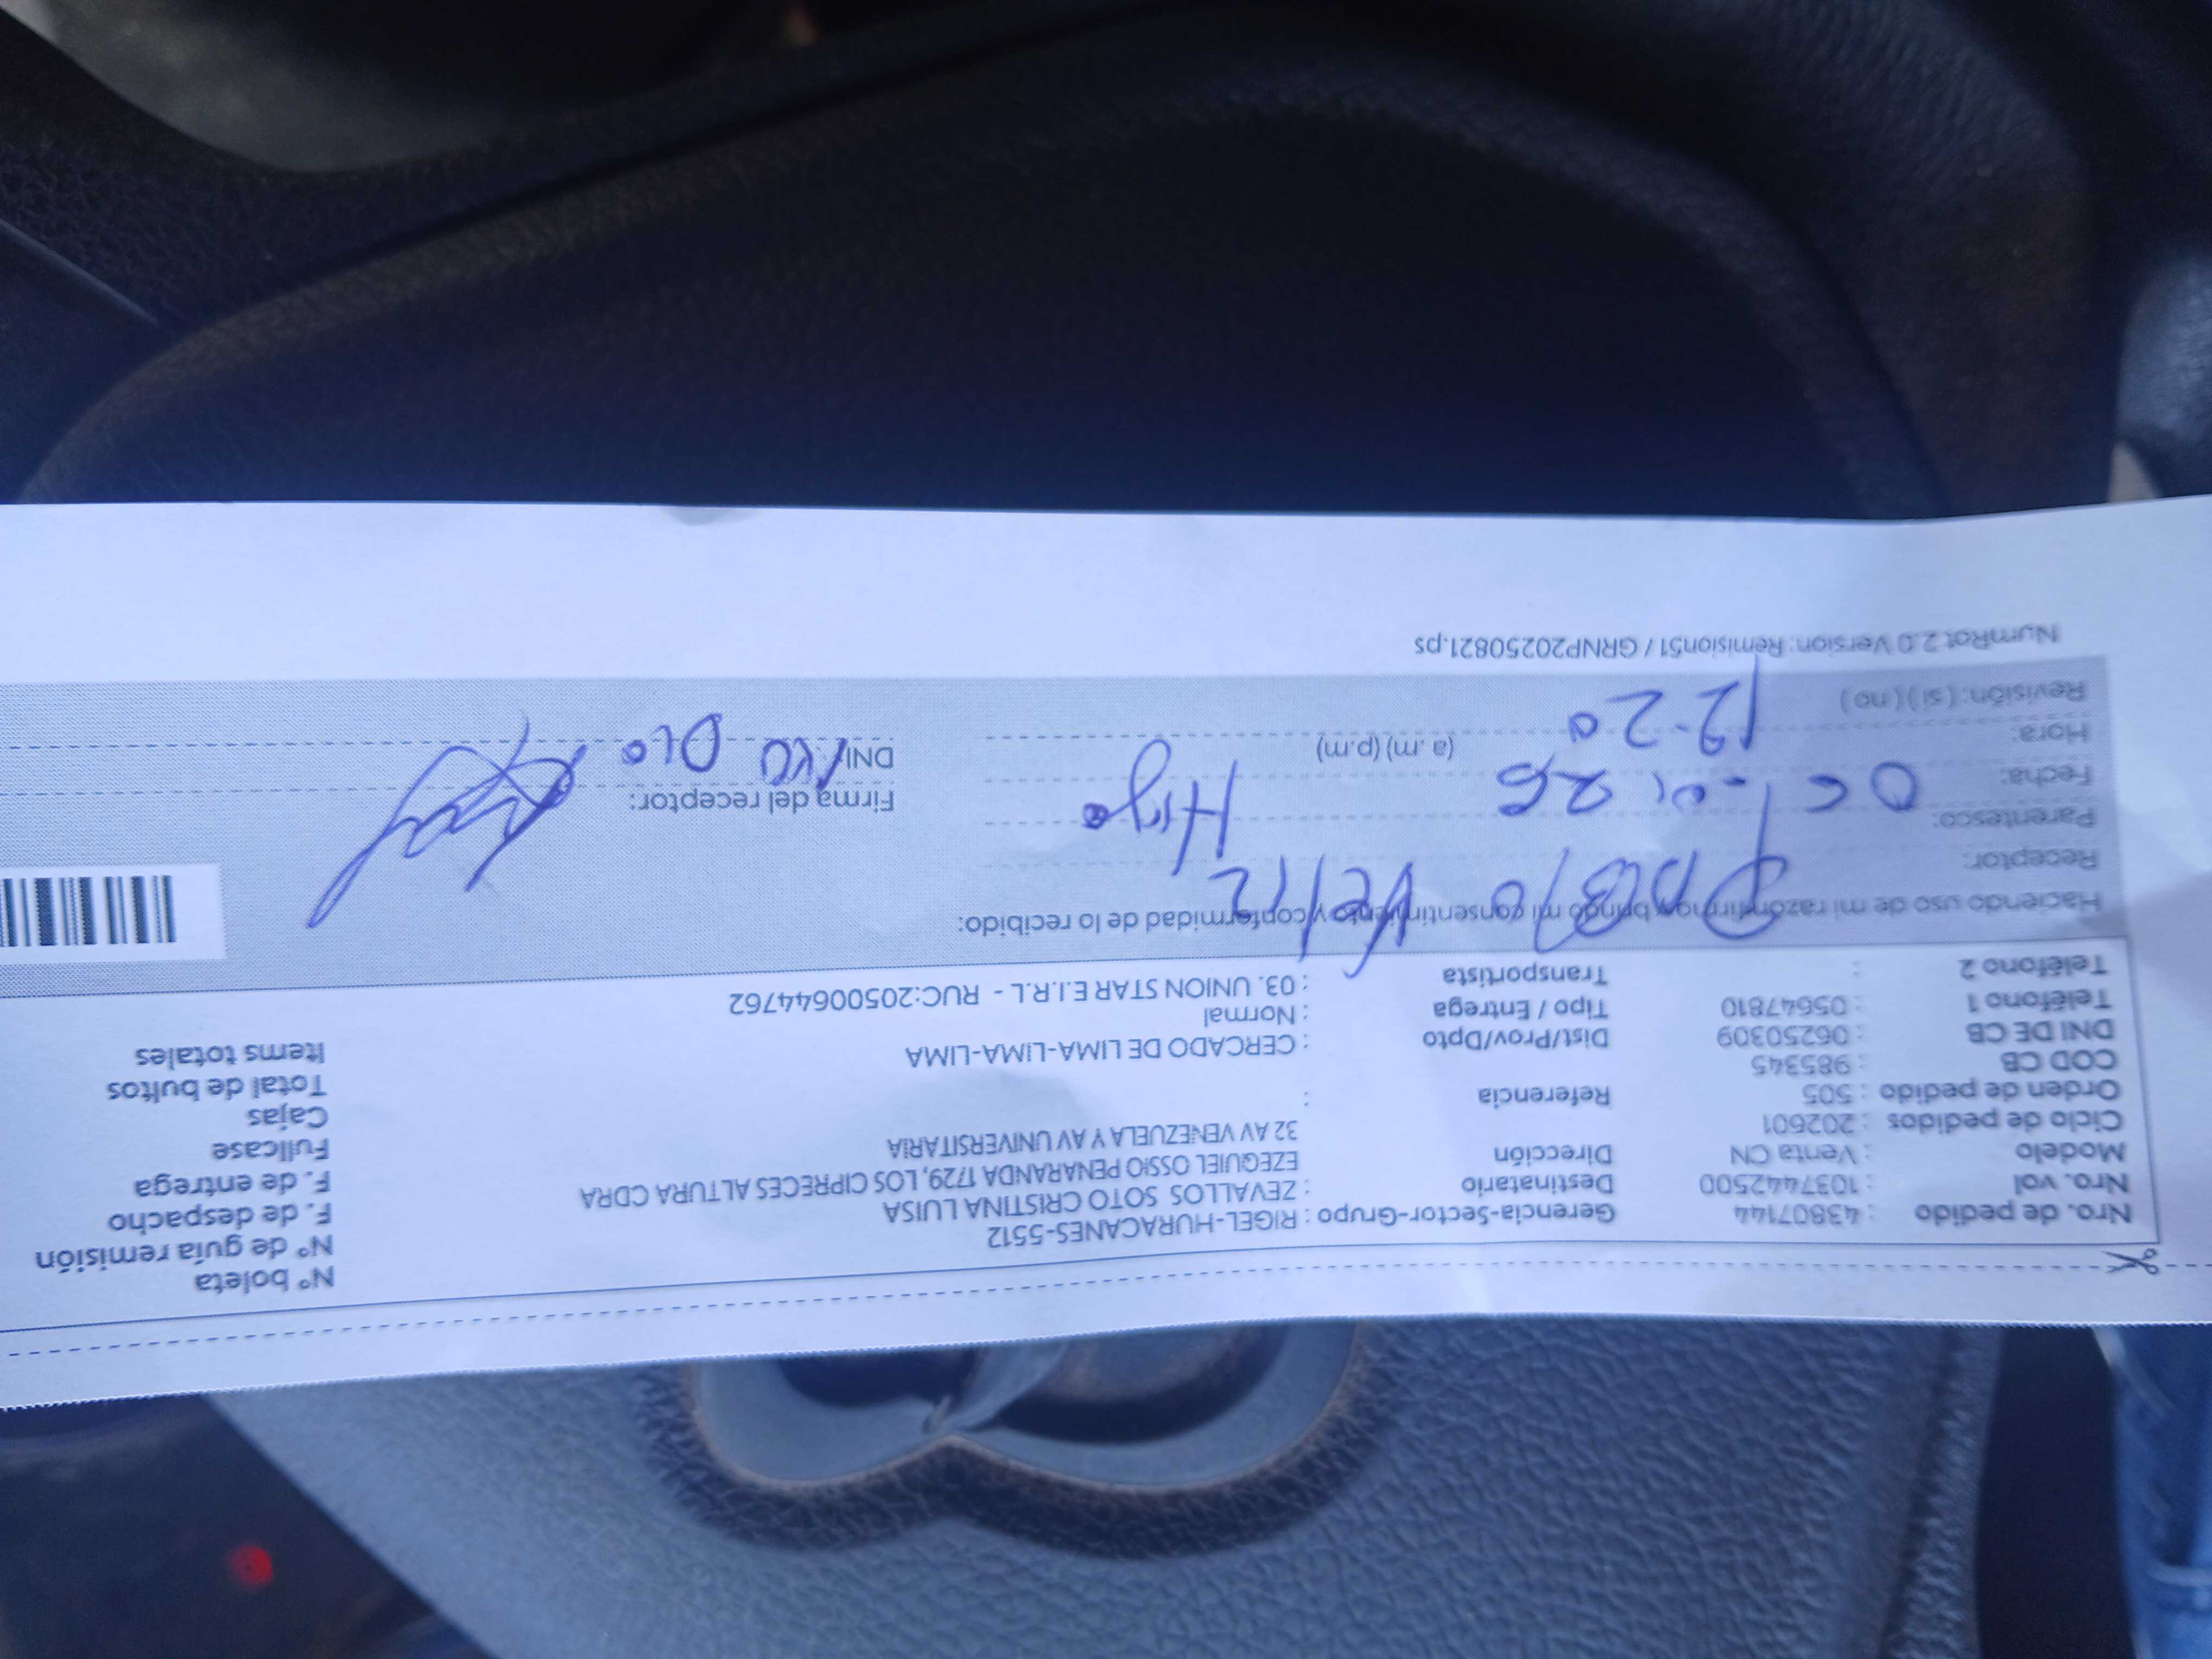 Nº boleta
Nro. de pedido : 43807144 Gerencia-Sector-Grupo : RIGEL-HURACANES-5512 Nº de guía remisión
Nro. vol : 1037442500 Destinatario : ZEVALLOS SOTO CRISTINA LUISA F. de despacho
Modelo : Venta CN Dirección EZEQUIEL OSSIO PENARANDA 1729, LOS CIPRECES ALTURA CDRA F. de entrega
Ciclo de pedidos : 202601 32 AV VENEZUELA Y AV UNIVERSITARIA Fullcase
Orden de pedido : 505 Referencia : Cajas
COD CB : 985345 Total de bultos
DNI DE CB : 06250309 Dist/Prov/Dpto : CERCADO DE LIMA-LIMA-LIMA Items totales
Teléfono 1 : 05647810 Tipo / Entrega : Normal
Teléfono 2 : Transportista : 03. UNION STAR E.I.R.L - RUC:20500644762
Haciendo uso de mi razón firmo y brindo mi consentimiento y conformidad de lo recibido:
Receptor:
Parentesco: Firma del receptor:
Fecha:
Hora: 12-20 (a .m) (p.m) DNI: No Dio
Revisión: ( si ) ( no )
NumRot 2.0 Version: Remision51 / GRNP20250821.ps